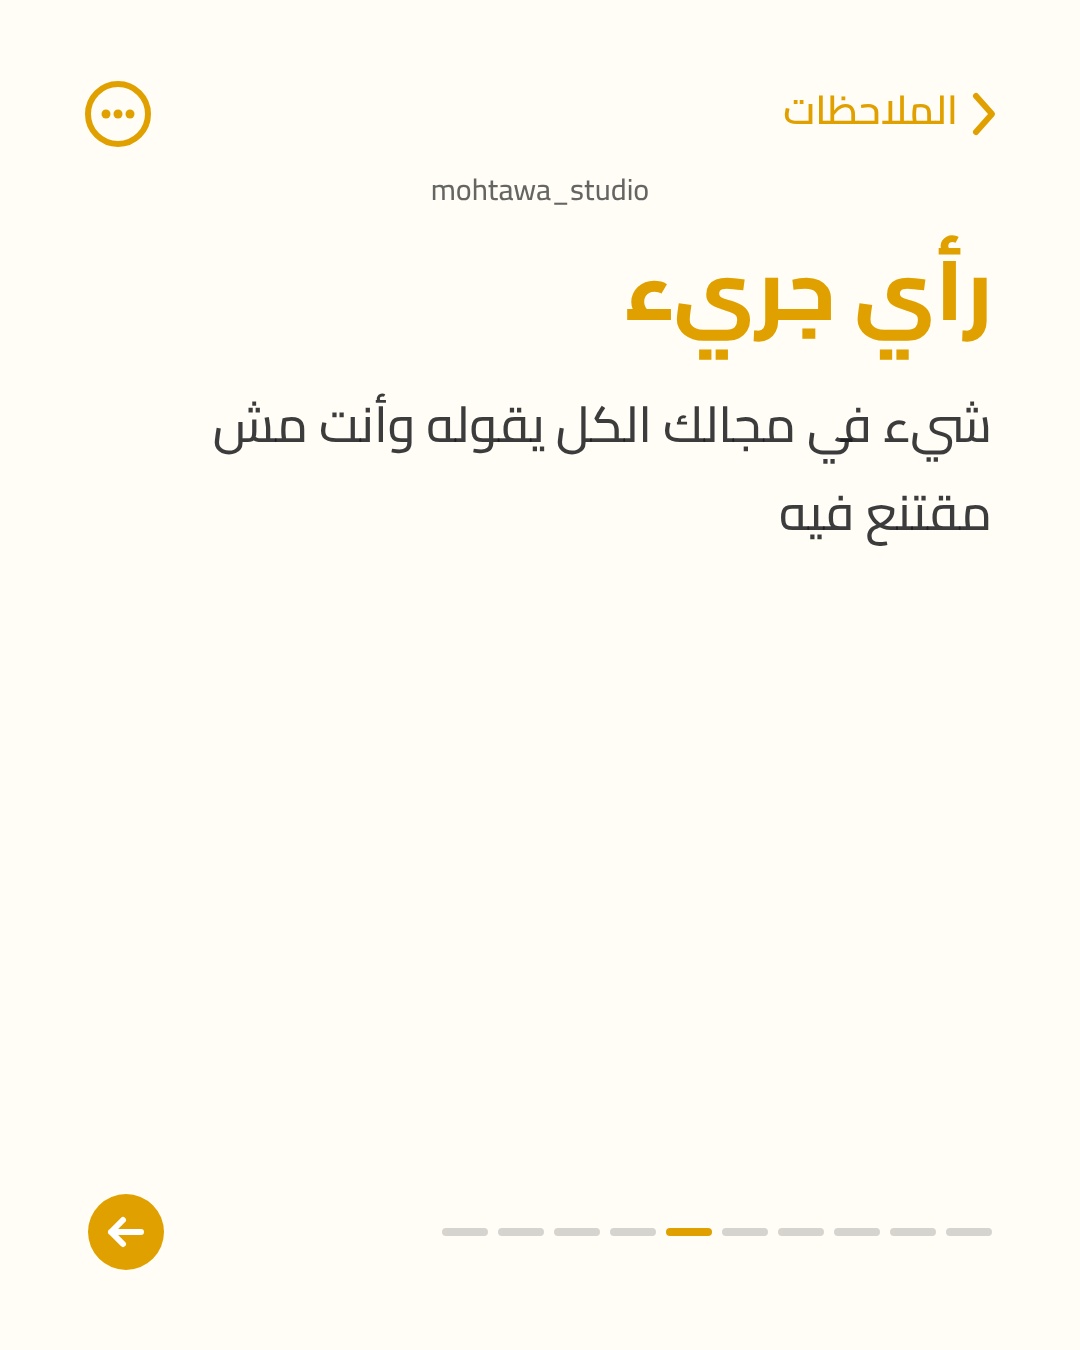 الملاحظات
mohtawa_studio
رأي جريء
شيء في مجالك الكل يقوله وأنت مش
مقتنع فيه